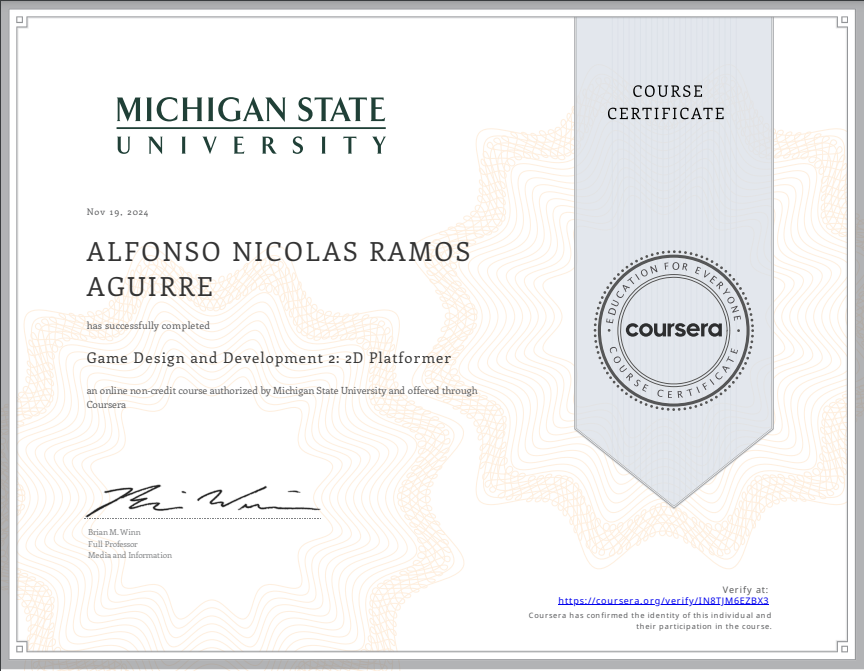 MICHIGAN STATE
UNIVERSITY
COURSE
CERTIFICATE
Nov 19, 2024
ALFONSO NICOLAS RAMOS
AGUIRRE
has successfully completed
Game Design and Development 2: 2D Platformer
an online non-credit course authorized by Michigan State University and offered through
Coursera
EDUCATION FOR EVERYONE
coursera
COURSE CERTIFICATE
Brian M. Winn
Full Professor
Media and Information
Verify at:
https://coursera.org/verify/IN8TJM6EZBX3
Coursera has confirmed the identity of this individual and
their participation in the course.